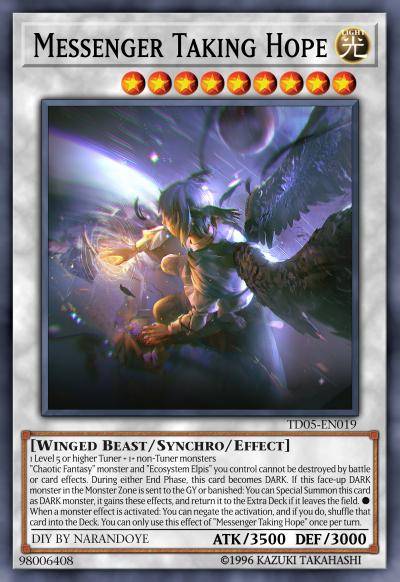 MESSENGER TAKING HOPE
LIGHT
光
TD05-EN019
[WINGED BEAST/SYNCHRO/EFFECT]
1 Level 5 or higher Tuner + 1+ non-Tuner monsters
"Chaotic Fantasy" monster and "Ecosystem Elpis" you control cannot be destroyed by battle
or card effects. During either End Phase, this card becomes DARK. If this face-up DARK
monster in the Monster Zone is sent to the GY or banished: You can Special Summon this card
as DARK monster, it gains these effects, and return it to the Extra Deck if it leaves the field. ●
When a monster effect is activated: You can negate the activation, and if you do, shuffle that
card into the Deck. You can only use this effect of "Messenger Taking Hope" once per turn.
DIY BY NARANDOYE ATK/3500 DEF/3000
98006408 ©1996 KAZUKI TAKAHASHI